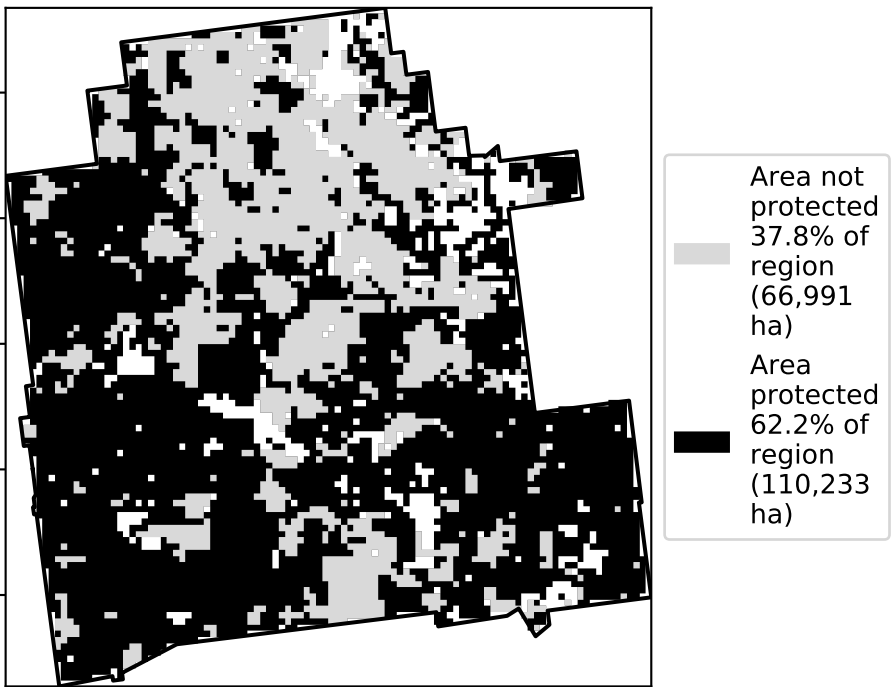 Area not
protected
37.8% of
region
(66,991
ha)
Area
protected
62.2% of
region
(110,233
ha)